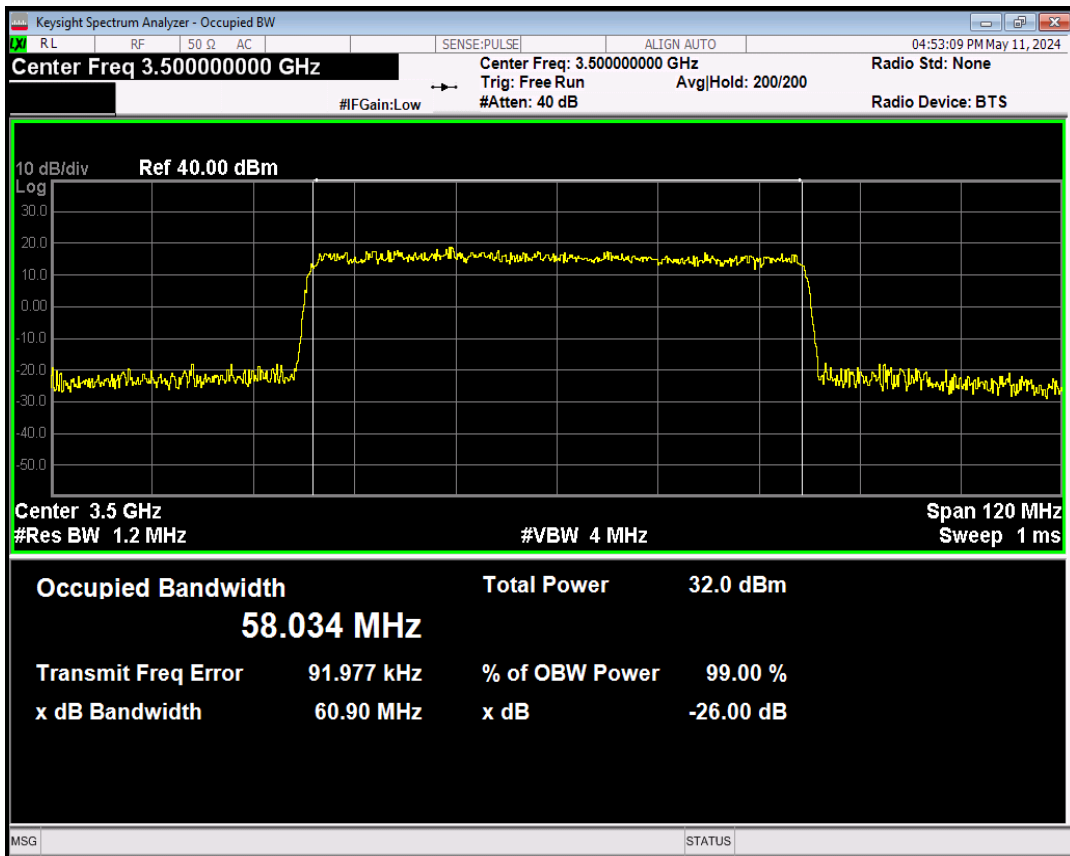 Keysight Spectrum Analyzer - Occupied BW
LXI RL RF 50 Ω AC SENSE:PULSE ALIGN AUTO 04:53:09 PM May 11, 2024
Center Freq 3.500000000 GHz Center Freq: 3.500000000 GHz Radio Std: None
Trig: Free Run Avg|Hold: 200/200
#IFGain:Low #Atten: 40 dB Radio Device: BTS
10 dB/div Ref 40.00 dBm
Log
30.0
20.0
10.0
0.00
-10.0
-20.0
-30.0
-40.0
-50.0
Center 3.5 GHz Span 120 MHz
#Res BW 1.2 MHz #VBW 4 MHz Sweep 1 ms
Occupied Bandwidth Total Power 32.0 dBm
58.034 MHz
Transmit Freq Error 91.977 kHz % of OBW Power 99.00 %
x dB Bandwidth 60.90 MHz x dB -26.00 dB
MSG STATUS